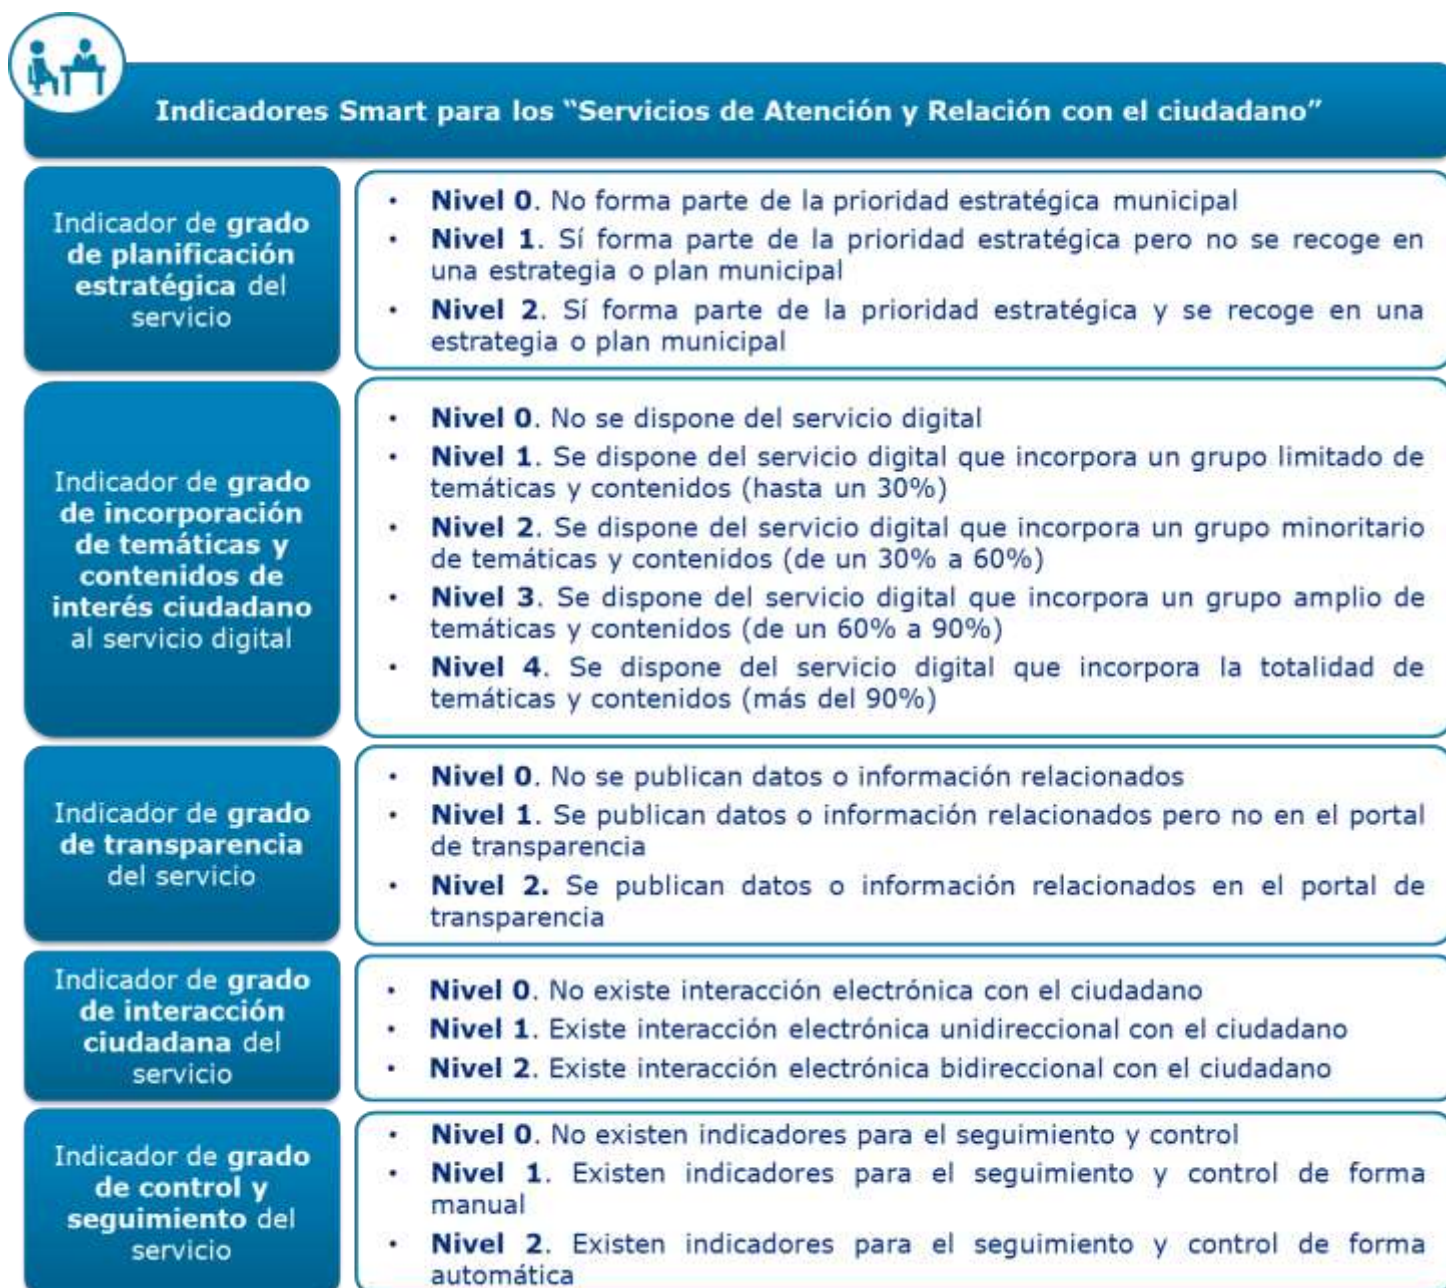 Indicadores Smart para los “Servicios de Atención y Relación con el ciudadano”
Indicador de grado
de planificación
estratégica del
servicio
• Nivel 0. No forma parte de la prioridad estratégica municipal
• Nivel 1. Sí forma parte de la prioridad estratégica pero no se recoge en
una estrategia o plan municipal
• Nivel 2. Sí forma parte de la prioridad estratégica y se recoge en una
estrategia o plan municipal
Indicador de grado
de incorporación
de temáticas y
contenidos de
interés ciudadano
al servicio digital
• Nivel 0. No se dispone del servicio digital
• Nivel 1. Se dispone del servicio digital que incorpora un grupo limitado de
temáticas y contenidos (hasta un 30%)
• Nivel 2. Se dispone del servicio digital que incorpora un grupo minoritario
de temáticas y contenidos (de un 30% a 60%)
• Nivel 3. Se dispone del servicio digital que incorpora un grupo amplio de
temáticas y contenidos (de un 60% a 90%)
• Nivel 4. Se dispone del servicio digital que incorpora la totalidad de
temáticas y contenidos (más del 90%)
Indicador de grado
de transparencia
del servicio
• Nivel 0. No se publican datos o información relacionados
• Nivel 1. Se publican datos o información relacionados pero no en el portal
de transparencia
• Nivel 2. Se publican datos o información relacionados en el portal de
transparencia
Indicador de grado
de interacción
ciudadana del
servicio
• Nivel 0. No existe interacción electrónica con el ciudadano
• Nivel 1. Existe interacción electrónica unidireccional con el ciudadano
• Nivel 2. Existe interacción electrónica bidireccional con el ciudadano
Indicador de grado
de control y
seguimiento del
servicio
• Nivel 0. No existen indicadores para el seguimiento y control
• Nivel 1. Existen indicadores para el seguimiento y control de forma
manual
• Nivel 2. Existen indicadores para el seguimiento y control de forma
automática